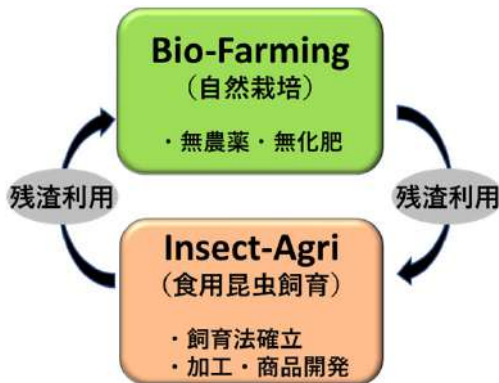 Bio-Farming
（自然栽培）
・無農薬・無化肥
残渣利用
残渣利用
Insect-Agri
（食用昆虫飼育）
・飼育法確立
・加工・商品開発